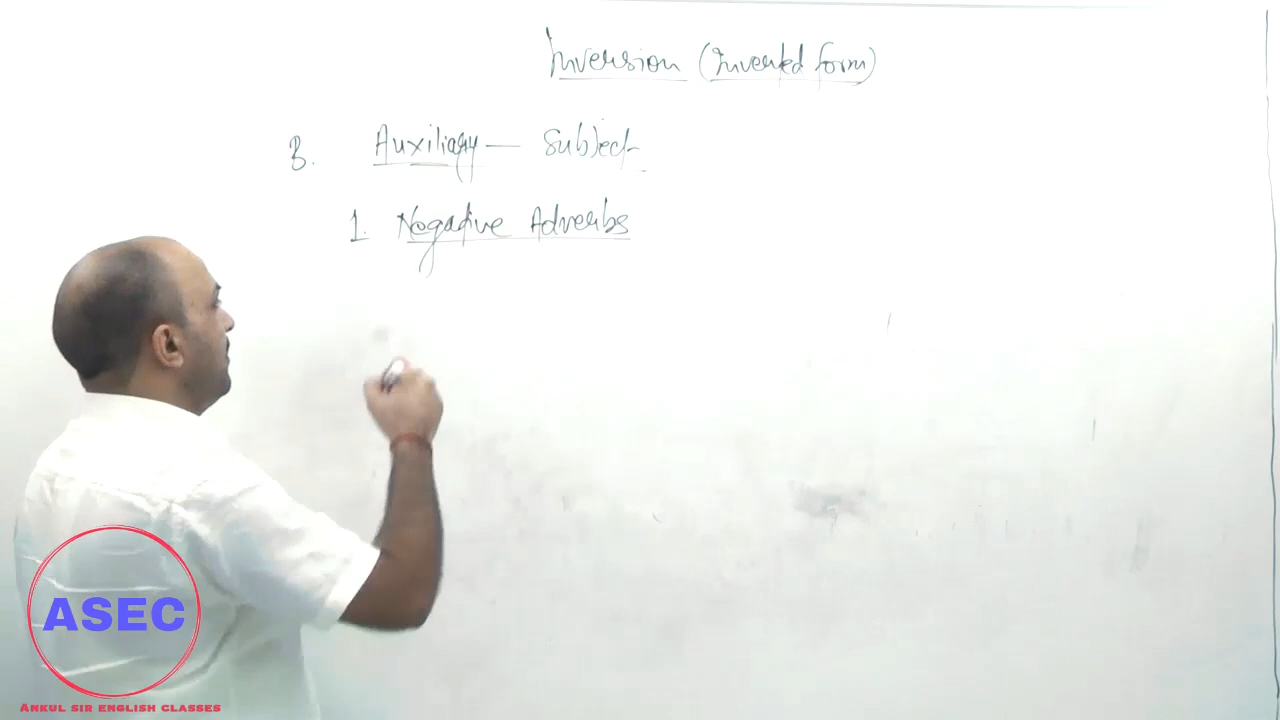 Inversion (Inverted form)
B. Auxiliary — Subject
1. Negative Adverbs
ASEC
ANKUL SIR ENGLISH CLASSES